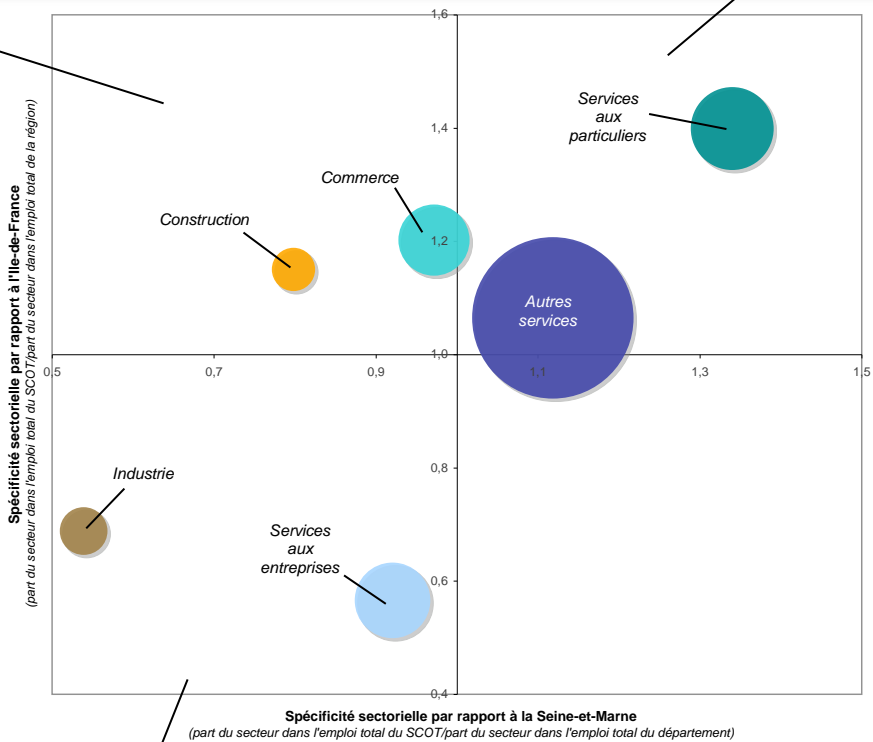 1,6
Services
aux
particuliers
1,4
Commerce
Construction
1,2
Autres
services
1,0
0,5
0,7
0,9
1,1
1,3
1,5
Spécificité sectorielle par rapport à l'Ile-de-France
(part du secteur dans l'emploi total du SCOT/part du secteur dans l'emploi total de la région)
0,8
Industrie
Services
aux
entreprises
0,6
0,4
Spécificité sectorielle par rapport à la Seine-et-Marne
(part du secteur dans l'emploi total du SCOT/part du secteur dans l'emploi total du département)